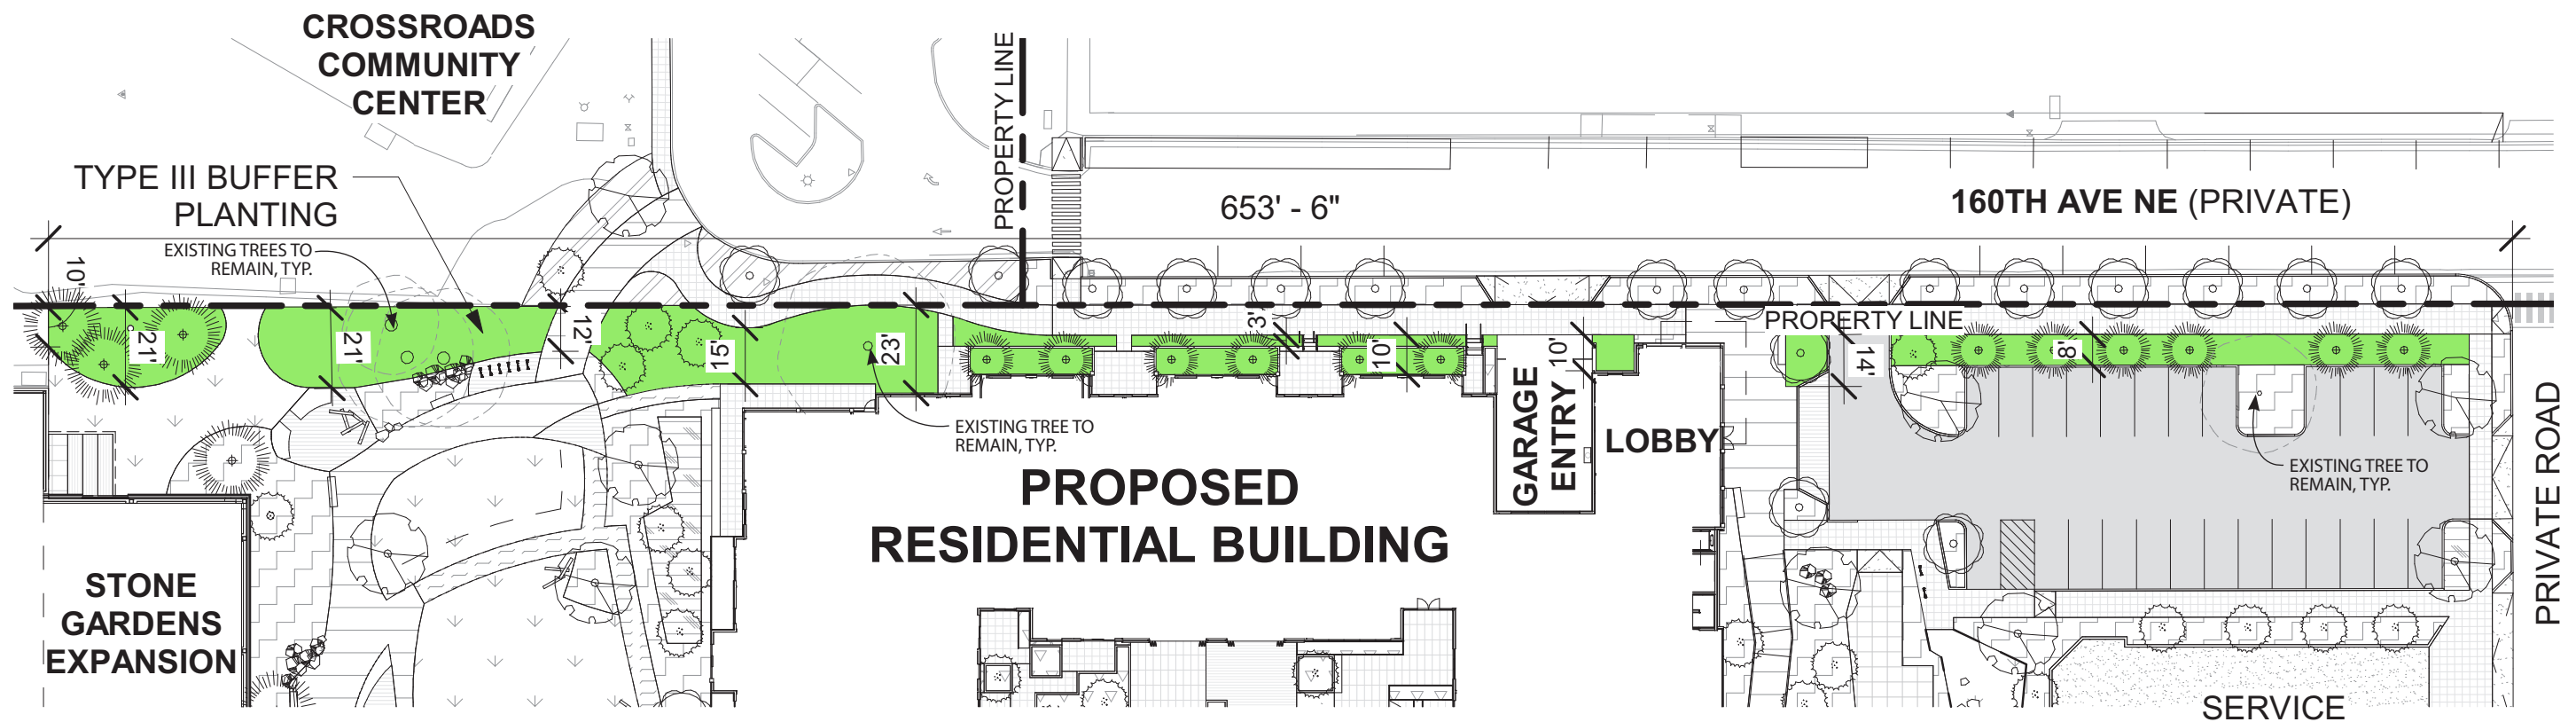 CROSSROADS
COMMUNITY
CENTER
PROPERTY LINE
TYPE III BUFFER
PLANTING
EXISTING TREES TO
REMAIN, TYP.
653' - 6"
160TH AVE NE (PRIVATE)
10'
21'
21'
12'
15'
23'
3'
10'
10'
PROPERTY LINE
14'
8'
EXISTING TREE TO
REMAIN, TYP.
GARAGE
ENTRY
LOBBY
EXISTING TREE TO
REMAIN, TYP.
PRIVATE ROAD
PROPOSED
RESIDENTIAL BUILDING
STONE
GARDENS
EXPANSION
SERVICE